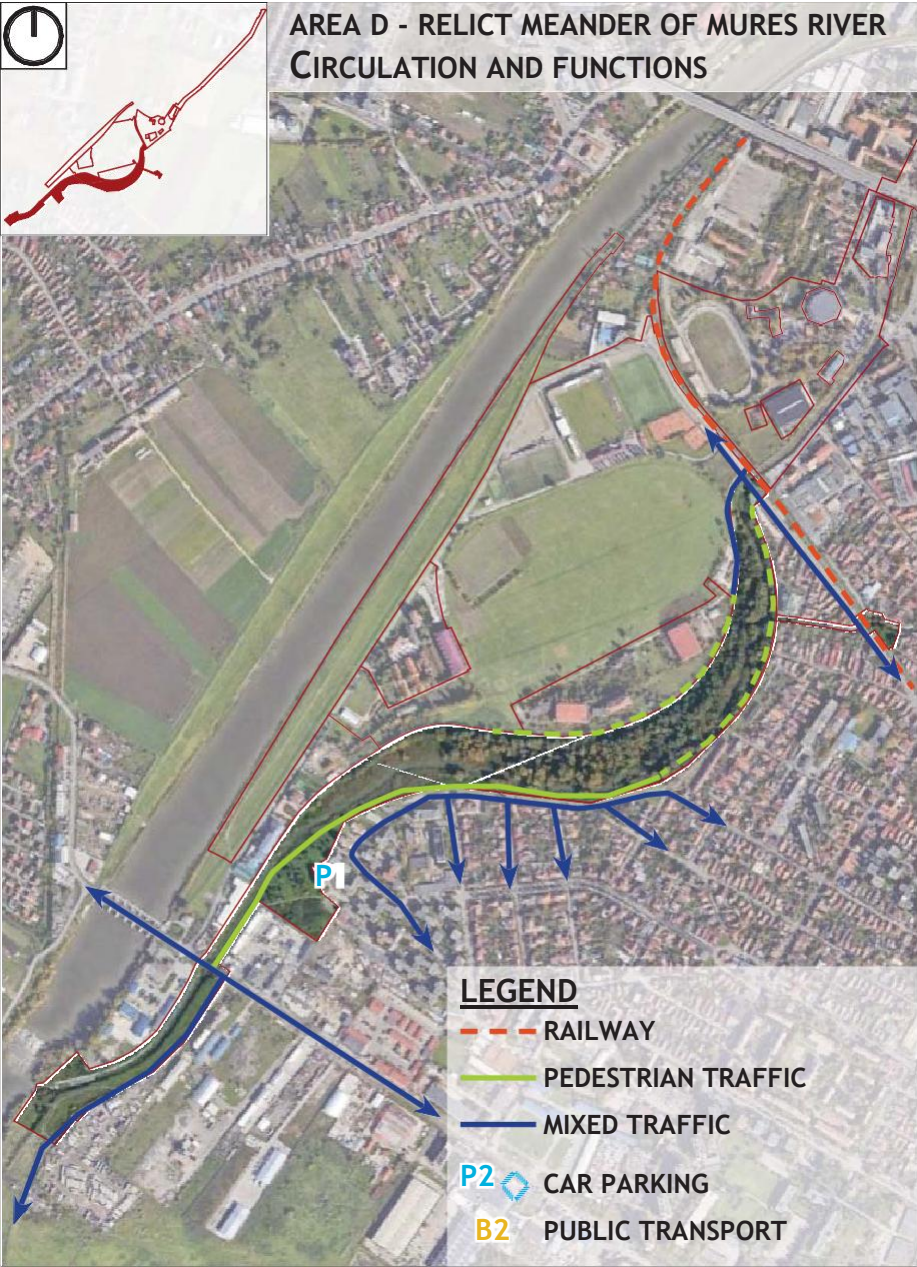 AREA D - RELICT MEANDER OF MURES RIVER
CIRCULATION AND FUNCTIONS
P1
LEGEND
RAILWAY
PEDESTRIAN TRAFFIC
MIXED TRAFFIC
P2 CAR PARKING
B2 PUBLIC TRANSPORT